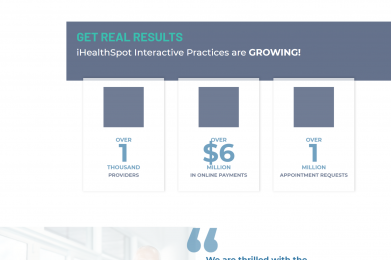 GET REAL RESULTS
iHealthSpot Interactive Practices are GROWING!
OVER
1
THOUSAND
PROVIDERS
OVER
$6
MILLION
IN ONLINE PAYMENTS
OVER
1
MILLION
APPOINTMENT REQUESTS
“
We are thrilled with the